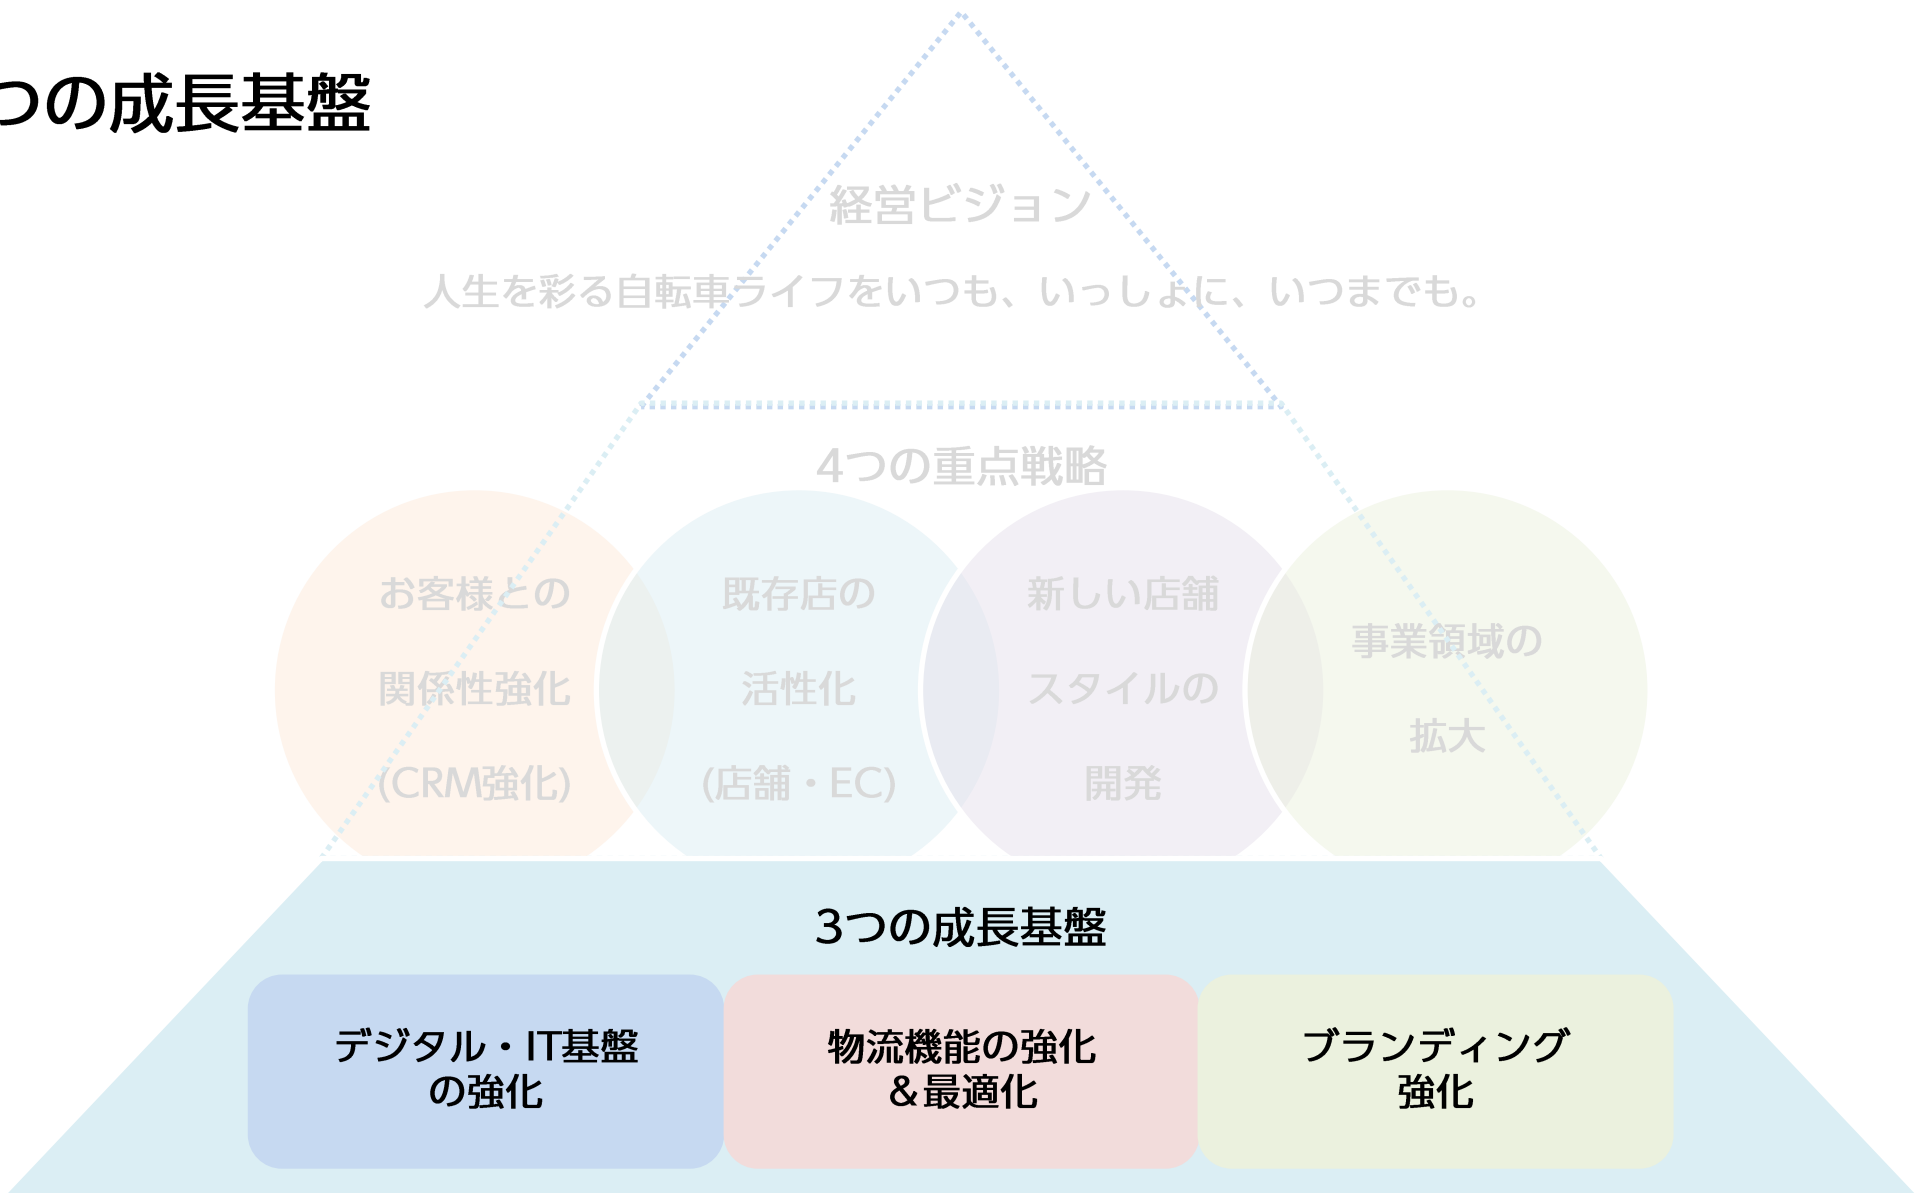 つの成長基盤
経営ビジョン
人生を彩る自転車ライフをいつも、いっしょに、いつまでも。
4つの重点戦略
お客様との
関係性強化
(CRM強化)
既存店の
活性化
(店舗・EC)
新しい店舗
スタイルの
開発
事業領域の
拡大
3つの成長基盤
デジタル・IT基盤
の強化
物流機能の強化
＆最適化
ブランディング
強化